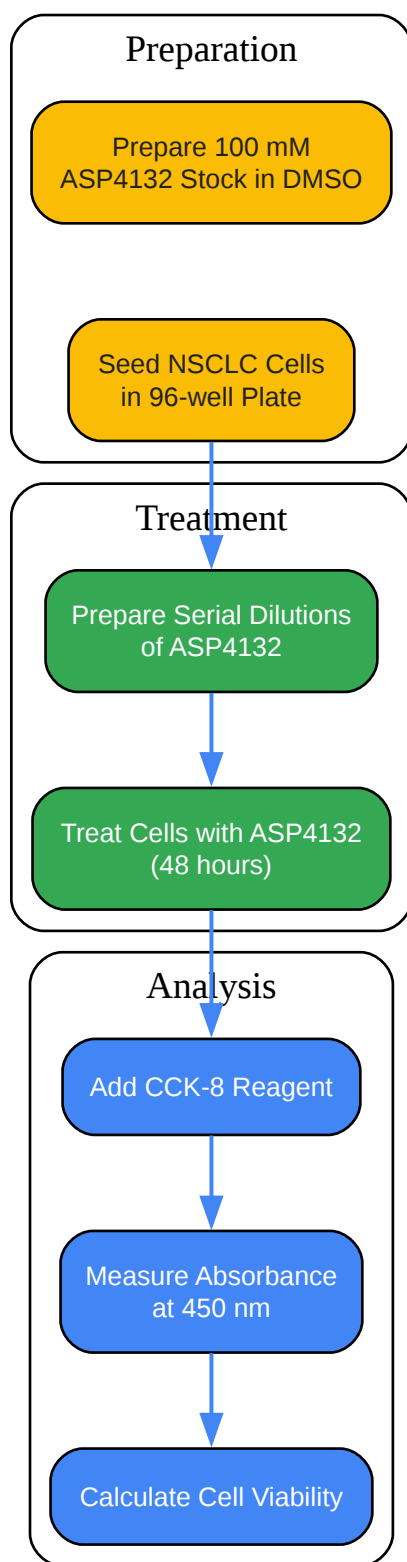 Preparation
Prepare 100 mM
ASP4132 Stock in DMSO
Seed NSCLC Cells
in 96-well Plate
Treatment
Prepare Serial Dilutions
of ASP4132
Treat Cells with ASP4132
(48 hours)
Analysis
Add CCK-8 Reagent
Measure Absorbance
at 450 nm
Calculate Cell Viability